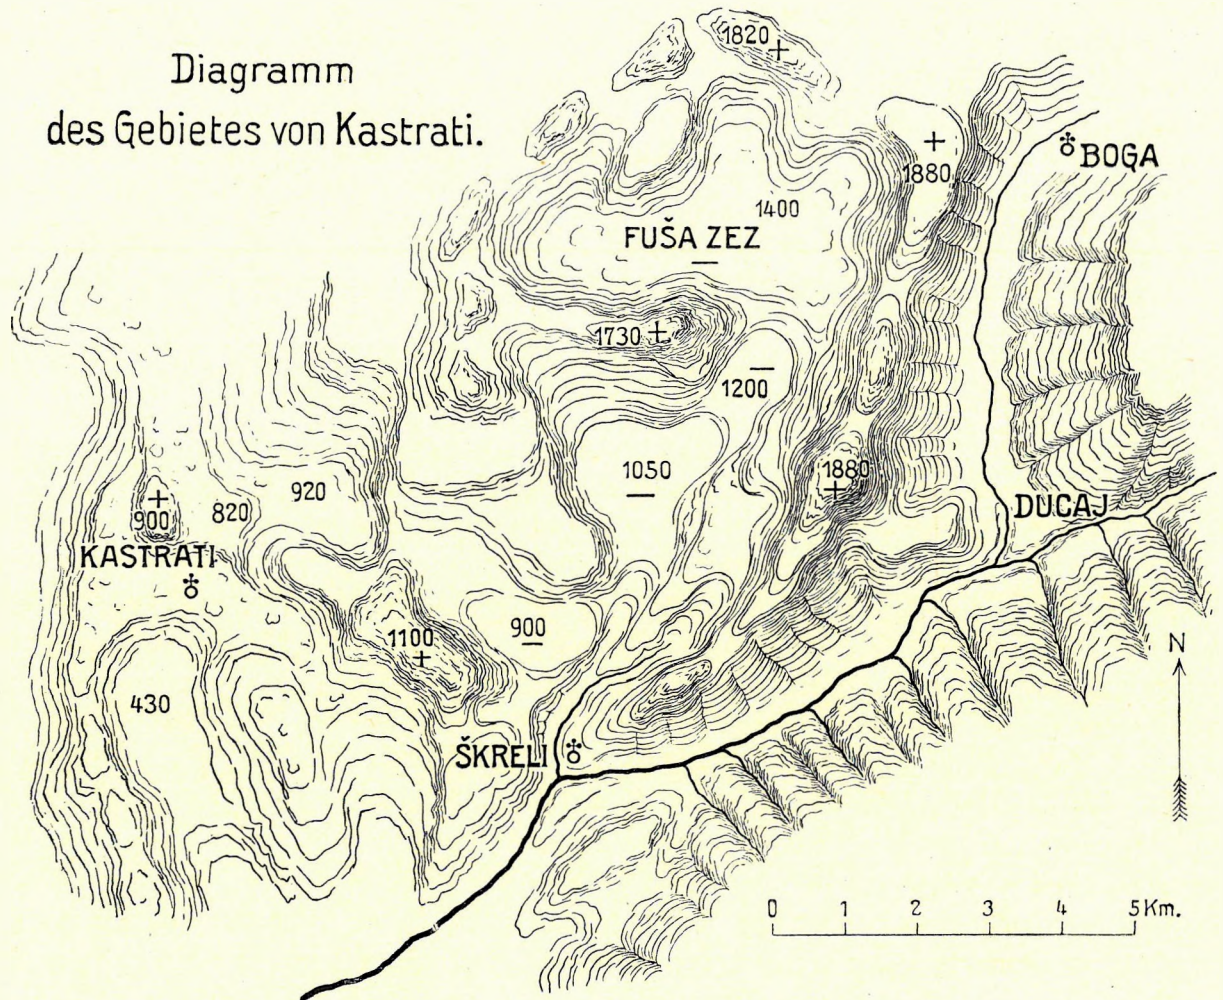 Diagramm
des Gebietes von Kastrati.
1820
BOGA
1880
1400
FUŠA ZEZ
1730
1200
1050
1880
920
900
820
DUCAJ
KASTRATI
1100
900
N
430
ŠKRELI
0 1 2 3 4 5 Km.